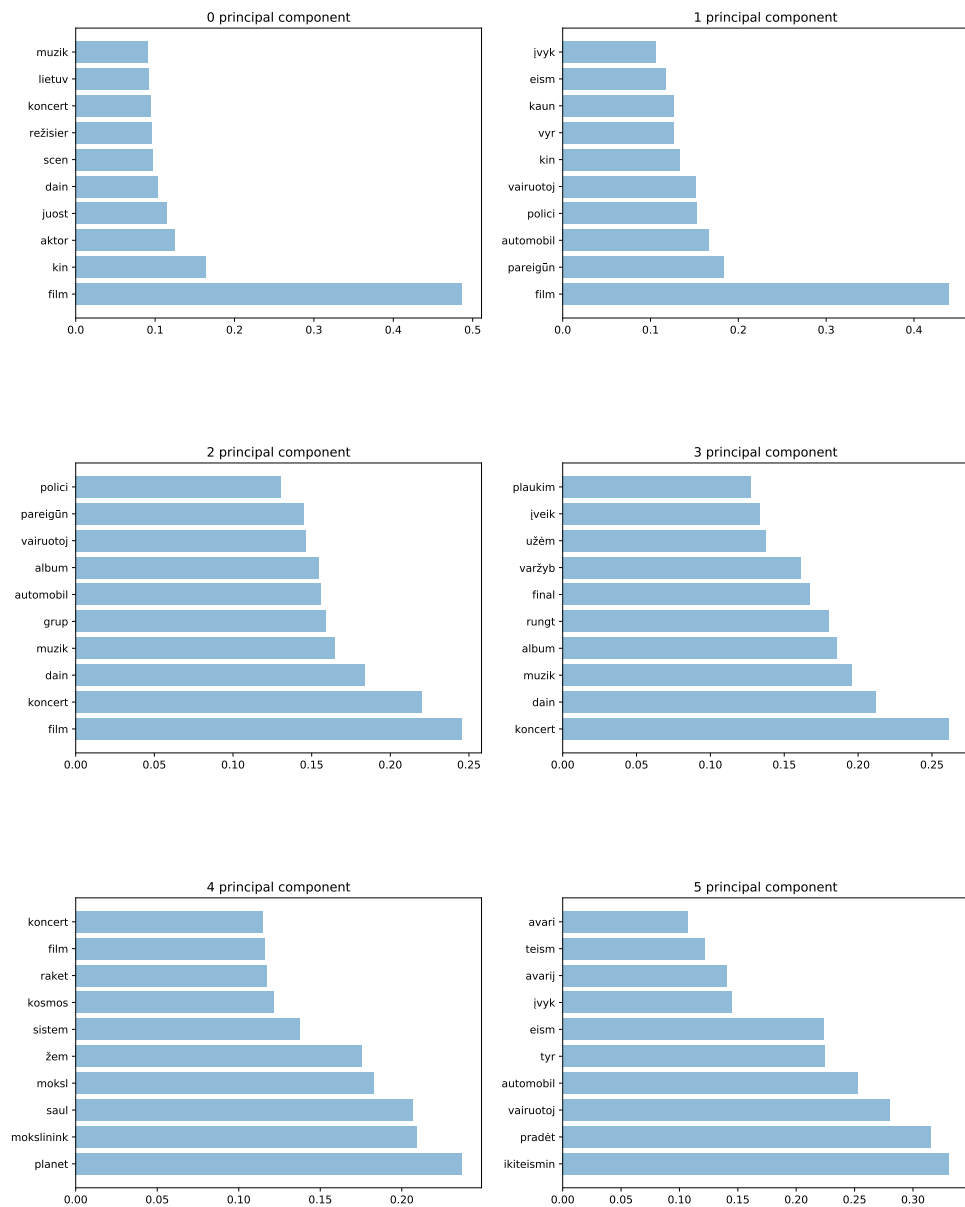 0 principal component
muzik
lietuv
koncert
režisier
scen
dain
juost
aktor
kin
film
0.0 0.1 0.2 0.3 0.4 0.5
1 principal component
įvyk
eism
kaun
vyr
kin
vairuotoj
polici
automobil
pareigūn
film
0.0 0.1 0.2 0.3 0.4
2 principal component
polici
pareigūn
vairuotoj
album
automobil
grup
muzik
dain
koncert
film
0.00 0.05 0.10 0.15 0.20 0.25
3 principal component
plaukim
įveik
užėm
varžyb
final
rungt
album
muzik
dain
koncert
0.00 0.05 0.10 0.15 0.20 0.25
4 principal component
koncert
film
raket
kosmos
sistem
žem
moksl
saul
mokslinink
planet
0.00 0.05 0.10 0.15 0.20
5 principal component
avari
teism
avarij
įvyk
eism
tyr
automobil
vairuotoj
pradėt
ikiteismin
0.00 0.05 0.10 0.15 0.20 0.25 0.30